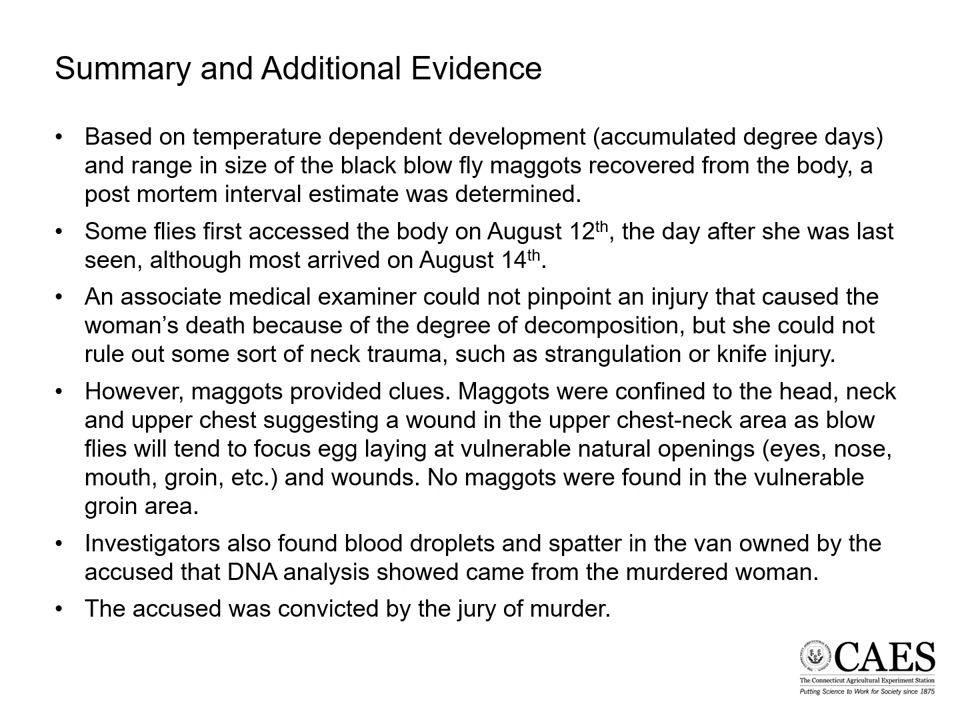 Summary and Additional Evidence
• Based on temperature dependent development (accumulated degree days)
and range in size of the black blow fly maggots recovered from the body, a
post mortem interval estimate was determined.
• Some flies first accessed the body on August 12th, the day after she was last
seen, although most arrived on August 14th.
• An associate medical examiner could not pinpoint an injury that caused the
woman’s death because of the degree of decomposition, but she could not
rule out some sort of neck trauma, such as strangulation or knife injury.
• However, maggots provided clues. Maggots were confined to the head, neck
and upper chest suggesting a wound in the upper chest-neck area as blow
flies will tend to focus egg laying at vulnerable natural openings (eyes, nose,
mouth, groin, etc.) and wounds. No maggots were found in the vulnerable
groin area.
• Investigators also found blood droplets and spatter in the van owned by the
accused that DNA analysis showed came from the murdered woman.
• The accused was convicted by the jury of murder.
CAES
The Connecticut Agricultural Experiment Station
Putting Science to Work for Society since 1875